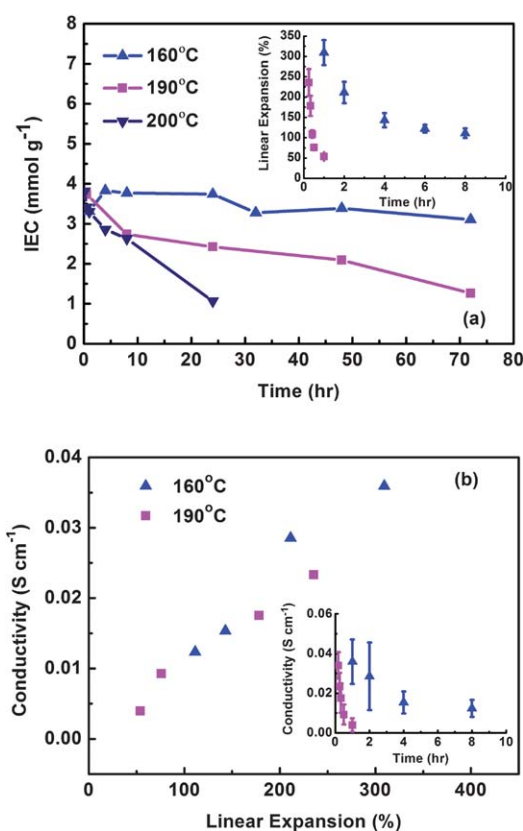 8
7
6
5
4
3
2
1
0
IEC (mmol g⁻¹)
160°C
190°C
200°C
350
300
250
200
150
100
50
Linear Expansion (%)
0 2 4 6 8 10
Time (hr)
(a)
0 10 20 30 40 50 60 70 80
Time (hr)
0.04
0.03
0.02
0.01
0.00
Conductivity (S cm⁻¹)
160°C
190°C
(b)
0.06
0.04
0.02
0.00
Conductivity (S cm⁻¹)
0 2 4 6 8 10
Time (hr)
0 100 200 300 400
Linear Expansion (%)